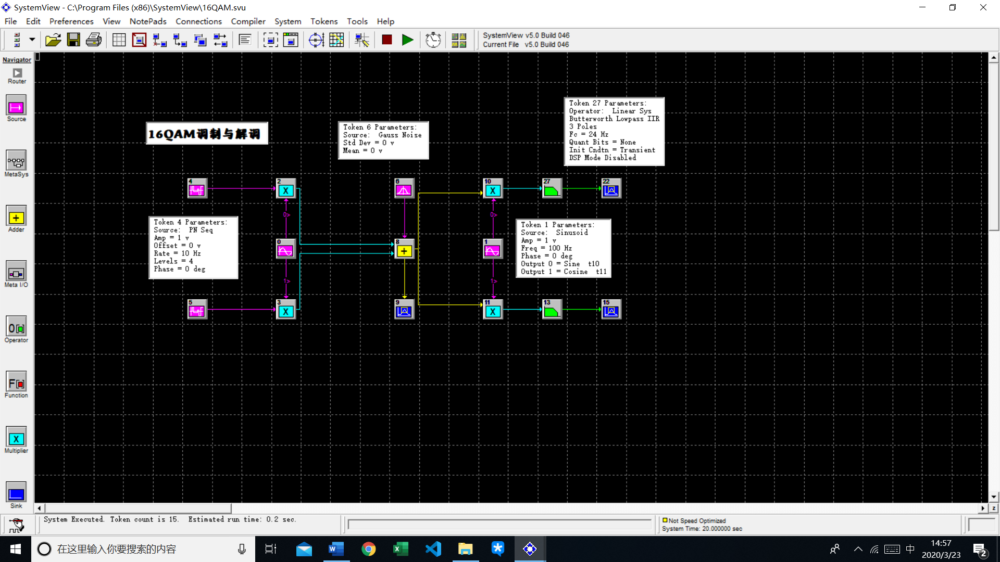 SystemView - C:\Program Files (x86)\SystemView\16QAM.svu
File Edit Preferences View NotePads Connections Compiler System Tokens Tools Help
SystemView v5.0 Build 046
Current File v5.0 Build 046
Navigator
Router
Source
MetaSys
Adder
Meta I/O
Operator
Function
Multiplier
Sink
16QAM调制与解调
Token 6 Parameters:
Source: Gauss Noise
Std Dev = 0 v
Mean = 0 v
Token 27 Parameters:
Operator: Linear Sys
Butterworth Lowpass IIR
3 Poles
Fc = 24 Hz
Quant Bits = None
Init Cndtn = Transient
DSP Mode Disabled
4
2
X
6
10
X
27
22
0>
0>
Token 4 Parameters:
Source: PN Seq
Amp = 1 v
Offset = 0 v
Rate = 10 Hz
Levels = 4
Phase = 0 deg
0
8
+
1
Token 1 Parameters:
Source: Sinusoid
Amp = 1 v
Freq = 100 Hz
Phase = 0 deg
Output 0 = Sine t10
Output 1 = Cosine t11
1>
1>
5
3
X
9
11
X
13
15
System Executed. Token count is 15. Estimated run time: 0.2 sec.
Not Speed Optimized
System Time: 20.000000 sec
z
在这里输入你要搜索的内容
中
14:57
2020/3/23
2